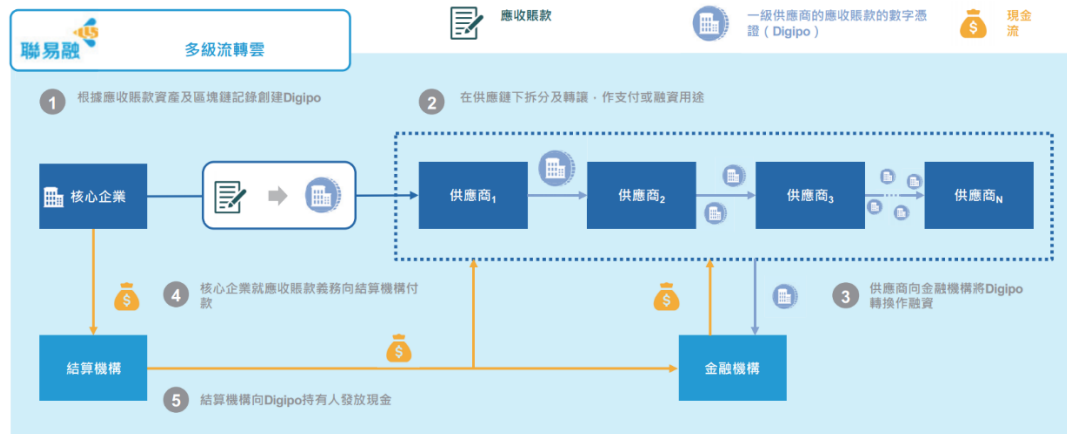 應收賬款
一級供應商的應收賬款的數字憑
證（Digipo）
現金
流
聯易融
多級流轉雲
1 根據應收賬款資產及區塊鏈記錄創建Digipo
2 在供應鏈下拆分及轉讓，作支付或融資用途
核心企業
供應商1
供應商2
供應商3
...
供應商N
4 核心企業就應收賬款義務向結算機構付
款
3 供應商向金融機構將Digipo
轉換作融資
$
$
$
$
結算機構
金融機構
5 結算機構向Digipo持有人發放現金